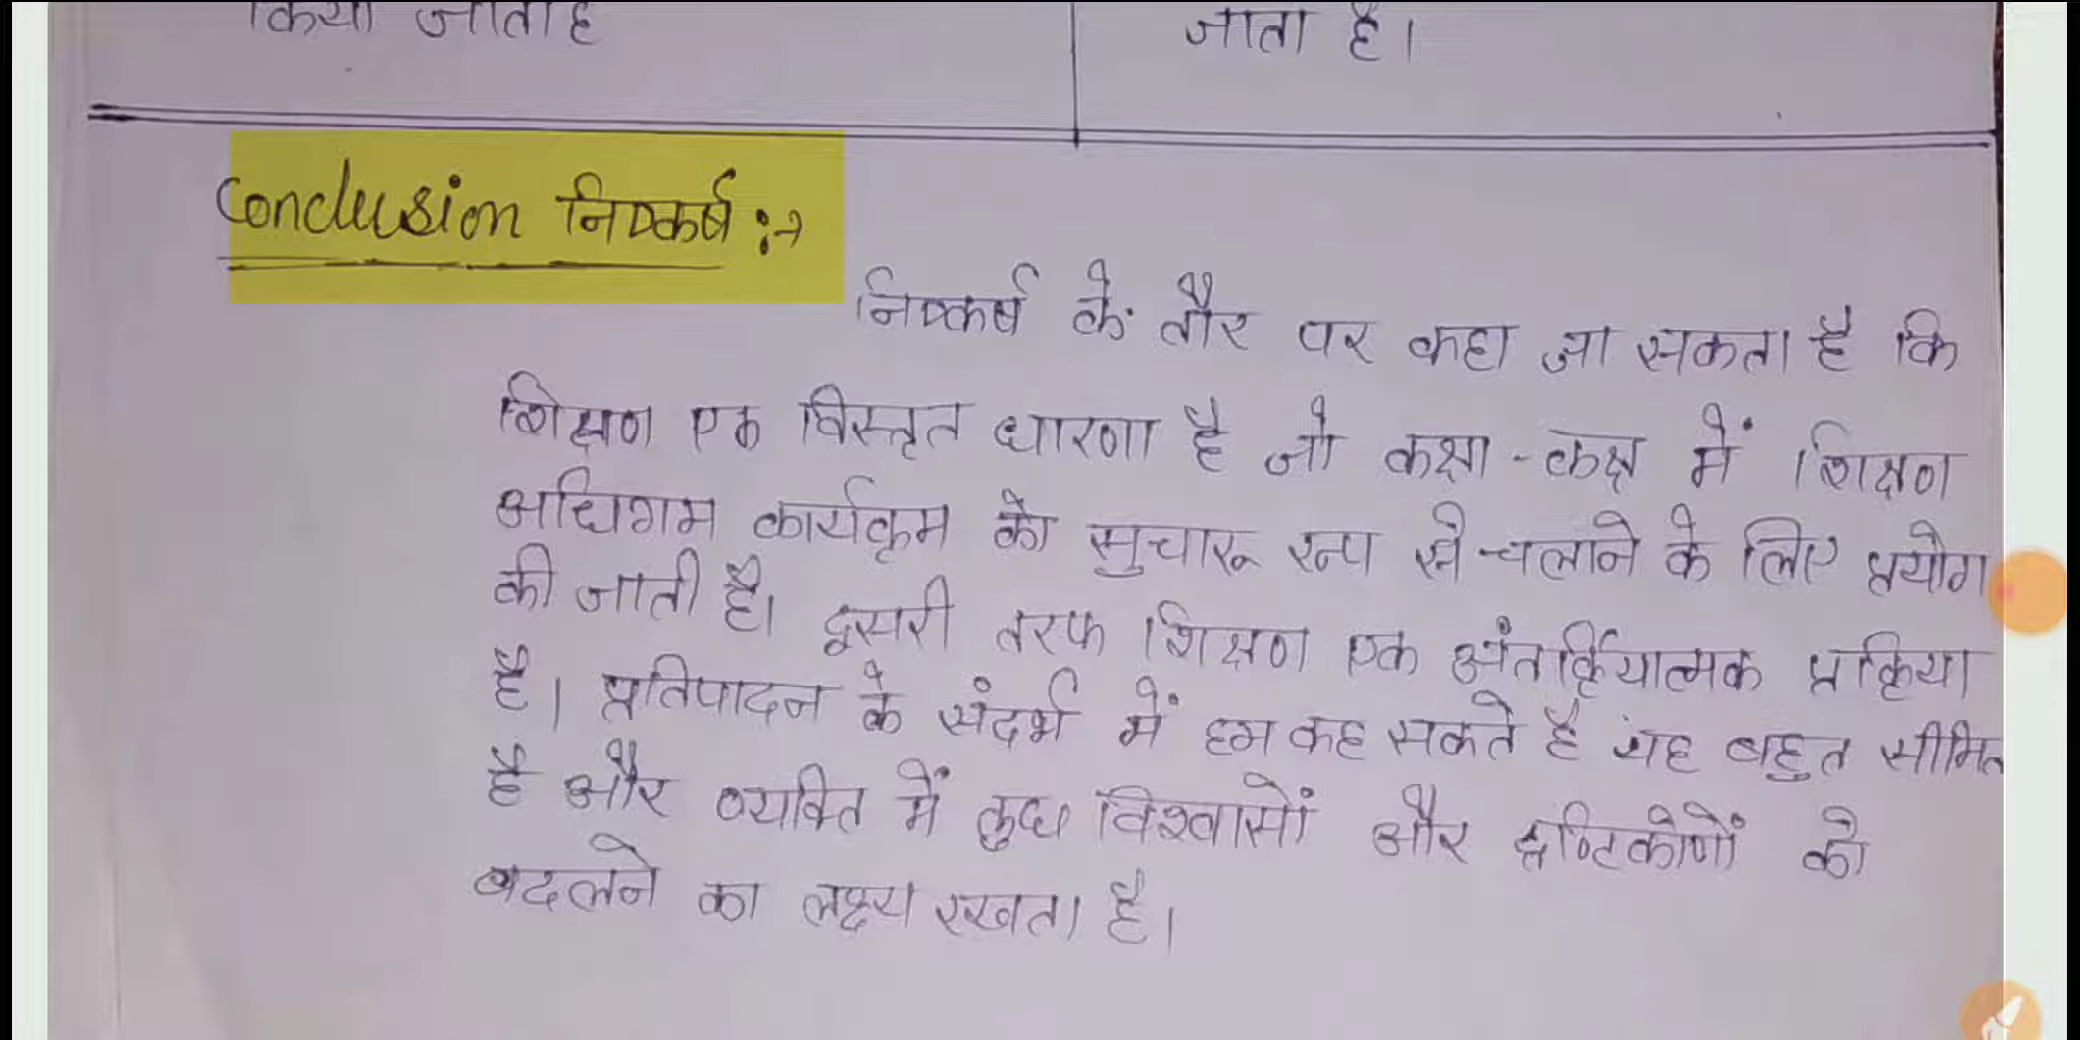 किया जाता है
जाता है।
Conclusion निष्कर्ष :→
निष्कर्ष के तौर पर कहा जा सकता है कि
शिक्षण एक विस्तृत धारणा है जो कक्षा-कक्ष में शिक्षण
अधिगम कार्यक्रम को सुचारू रूप से चलाने के लिए प्रयोग
की जाती है। दूसरी तरफ शिक्षण एक अंतर्क्रियात्मक प्रक्रिया
है। प्रतिपादन के संदर्भ में हम कह सकते है यह बहुत सीमित
है और व्यक्ति में कुछ विश्वासों और दृष्टिकोणों को
बदलने का लक्ष्य रखता है।